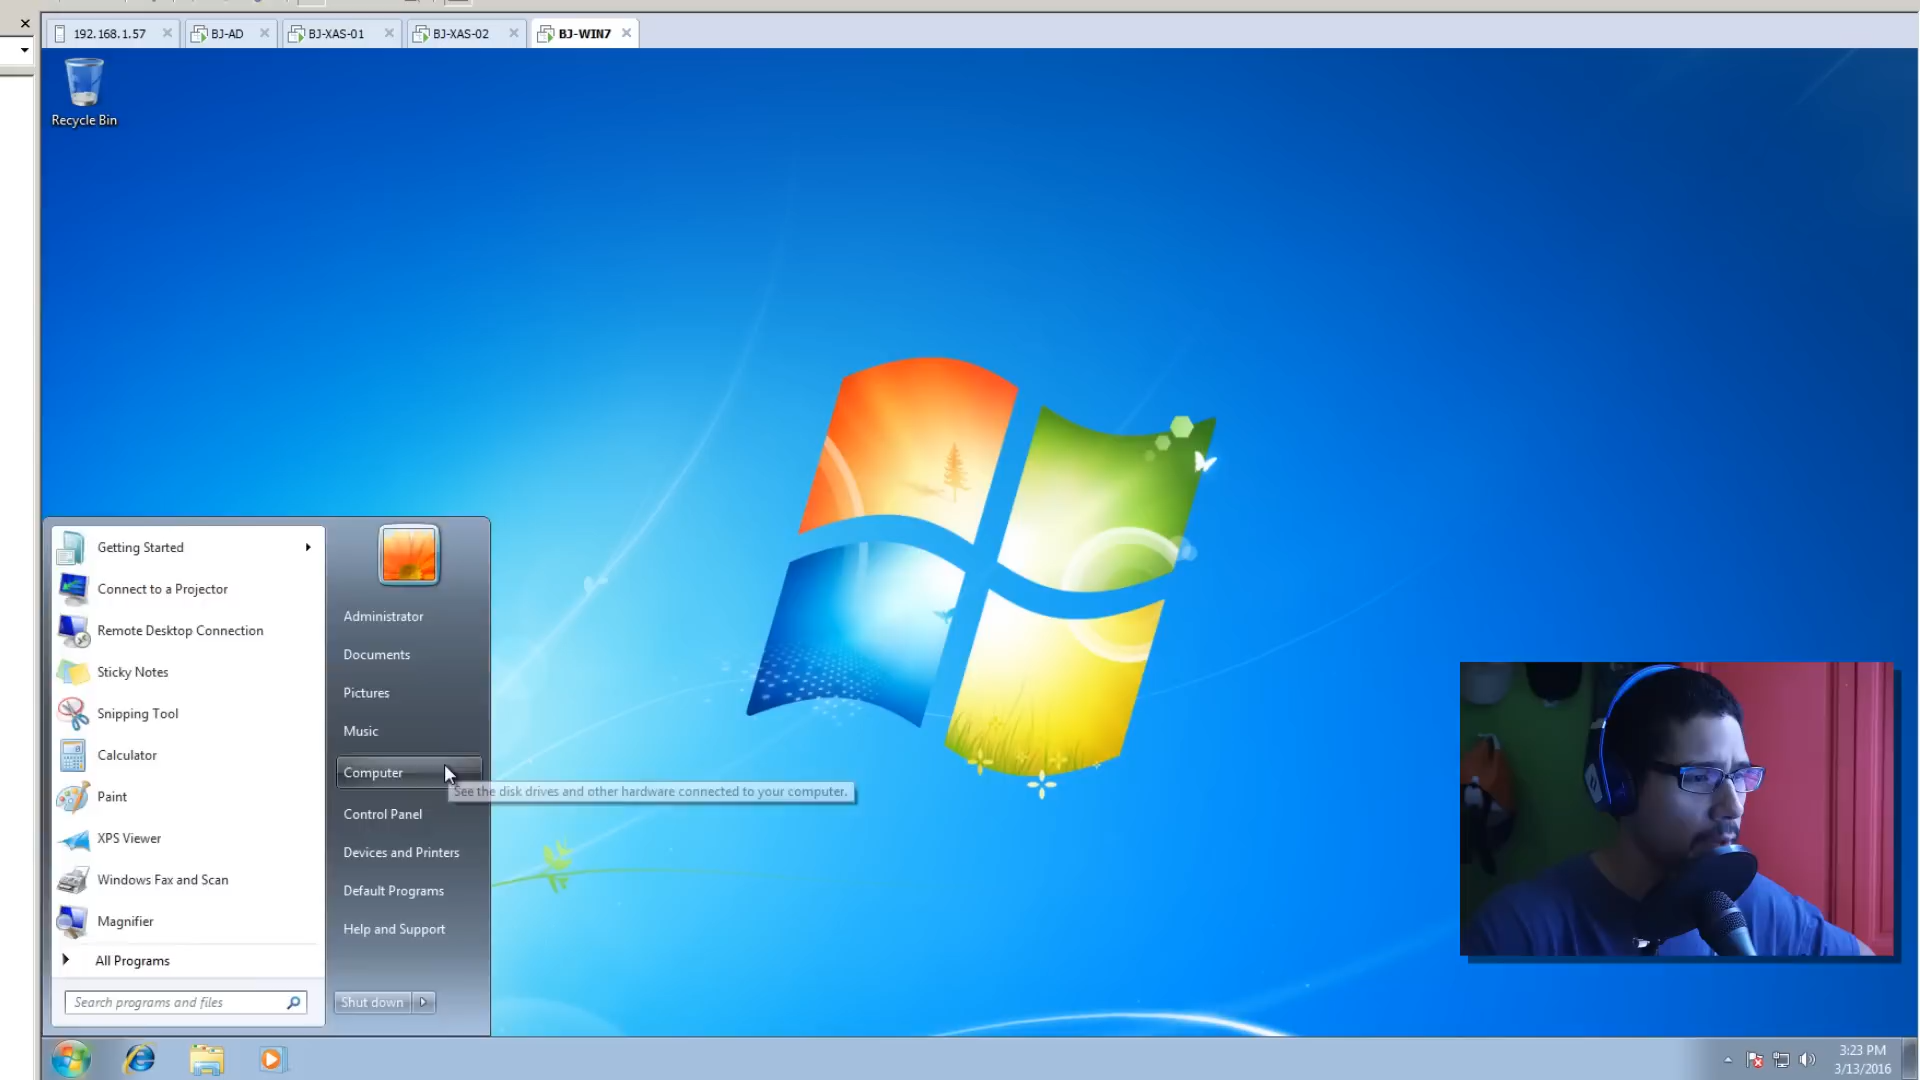 192.168.1.57
BJ-AD
BJ-XAS-01
BJ-XAS-02
BJ-WIN7
Recycle Bin
Getting Started
Connect to a Projector
Remote Desktop Connection
Sticky Notes
Snipping Tool
Calculator
Paint
XPS Viewer
Windows Fax and Scan
Magnifier
All Programs
Search programs and files
Administrator
Documents
Pictures
Music
Computer
See the disk drives and other hardware connected to your computer.
Control Panel
Devices and Printers
Default Programs
Help and Support
Shut down
3:23 PM
3/13/2016